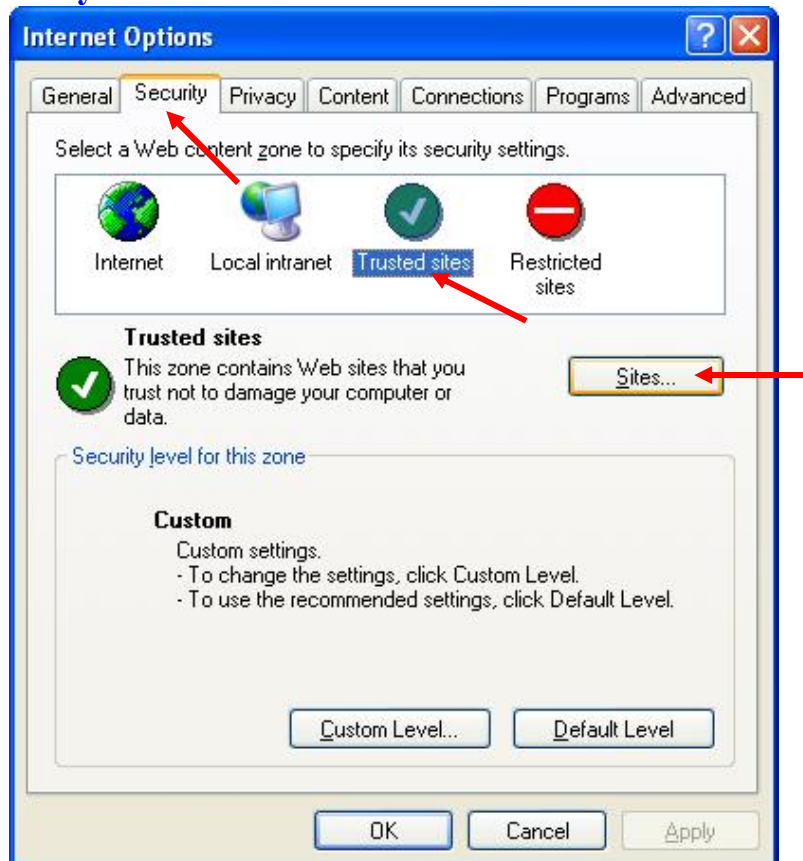 Internet Options
General Security Privacy Content Connections Programs Advanced
Select a Web content zone to specify its security settings.
Internet Local intranet Trusted sites Restricted sites
Trusted sites
This zone contains Web sites that you
trust not to damage your computer or
data.
Sites...
Security level for this zone
Custom
Custom settings.
- To change the settings, click Custom Level.
- To use the recommended settings, click Default Level.
Custom Level... Default Level
OK Cancel Apply